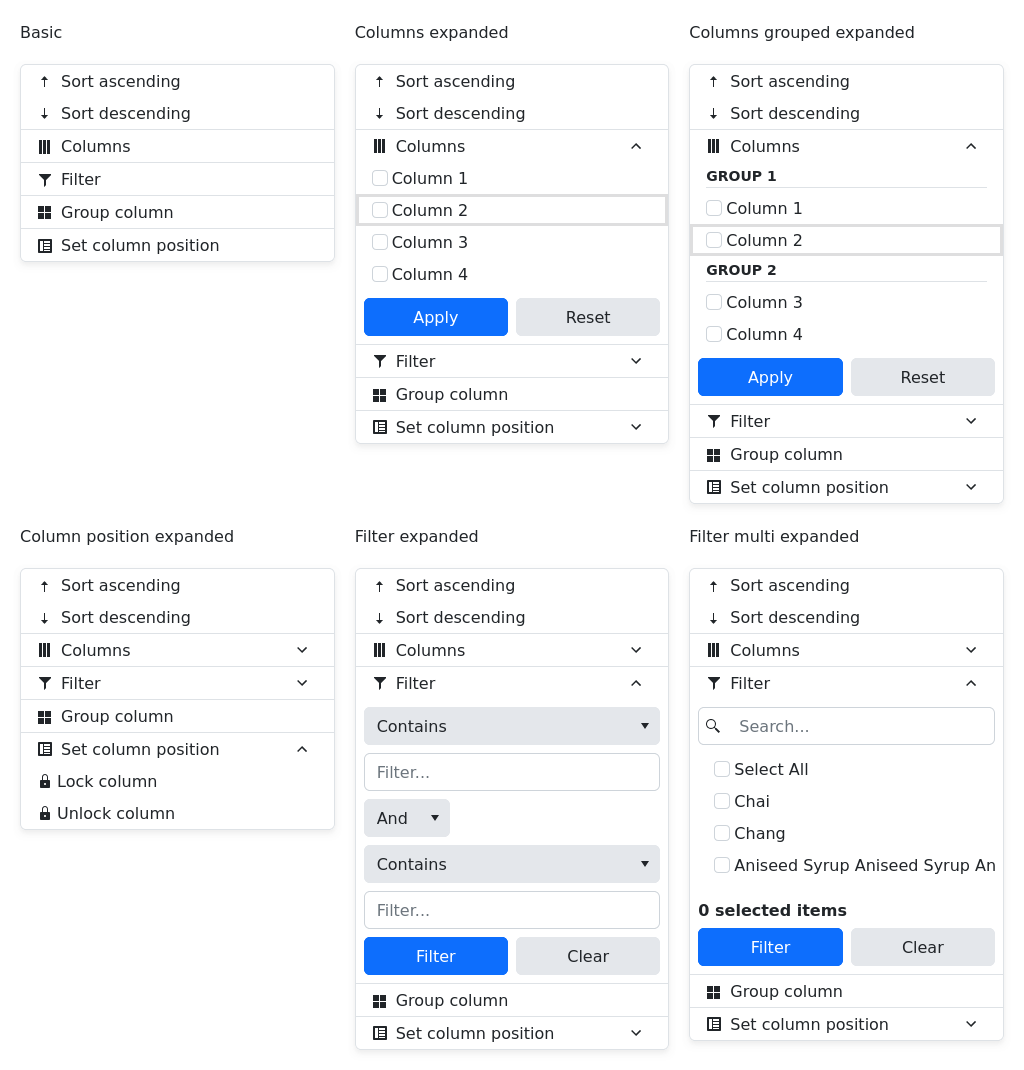 Basic
Sort ascending
Sort descending
Columns
Filter
Group column
Set column position
Columns expanded
Sort ascending
Sort descending
Columns
Column 1
Column 2
Column 3
Column 4
Apply Reset
Filter
Group column
Set column position
Columns grouped expanded
Sort ascending
Sort descending
Columns
GROUP 1
Column 1
Column 2
GROUP 2
Column 3
Column 4
Apply Reset
Filter
Group column
Set column position
Column position expanded
Sort ascending
Sort descending
Columns
Filter
Group column
Set column position
Lock column
Unlock column
Filter expanded
Sort ascending
Sort descending
Columns
Filter
Contains
Filter...
And
Contains
Filter...
Filter Clear
Group column
Set column position
Filter multi expanded
Sort ascending
Sort descending
Columns
Filter
Search...
Select All
Chai
Chang
Aniseed Syrup Aniseed Syrup An
0 selected items
Filter Clear
Group column
Set column position